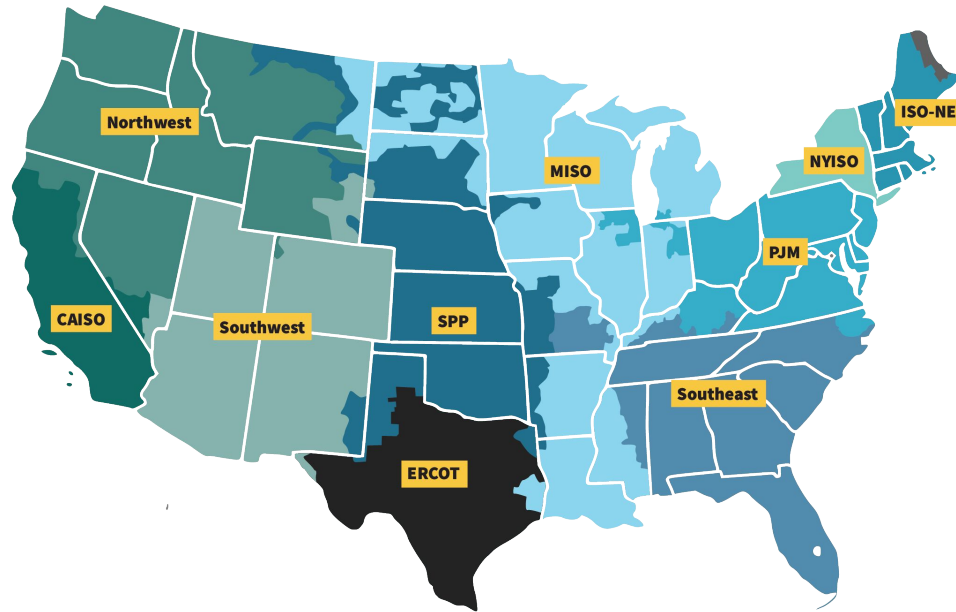 ISO-NE
Northwest
NYISO
MISO
PJM
CAISO
Southwest
SPP
Southeast
ERCOT